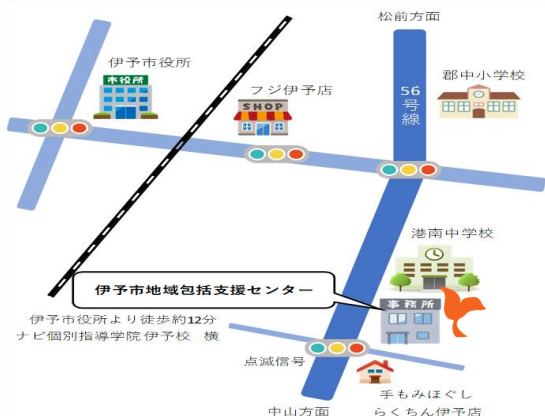 松前方面
伊予市役所
市役所
フジ伊予店
SHOP
56号線
郡中小学校
港南中学校
伊予市地域包括支援センター
事務所
伊予市役所より徒歩約12分
ナビ個別指導学院伊予校 横
点滅信号
手もみほぐし
らくちん伊予店
中山方面